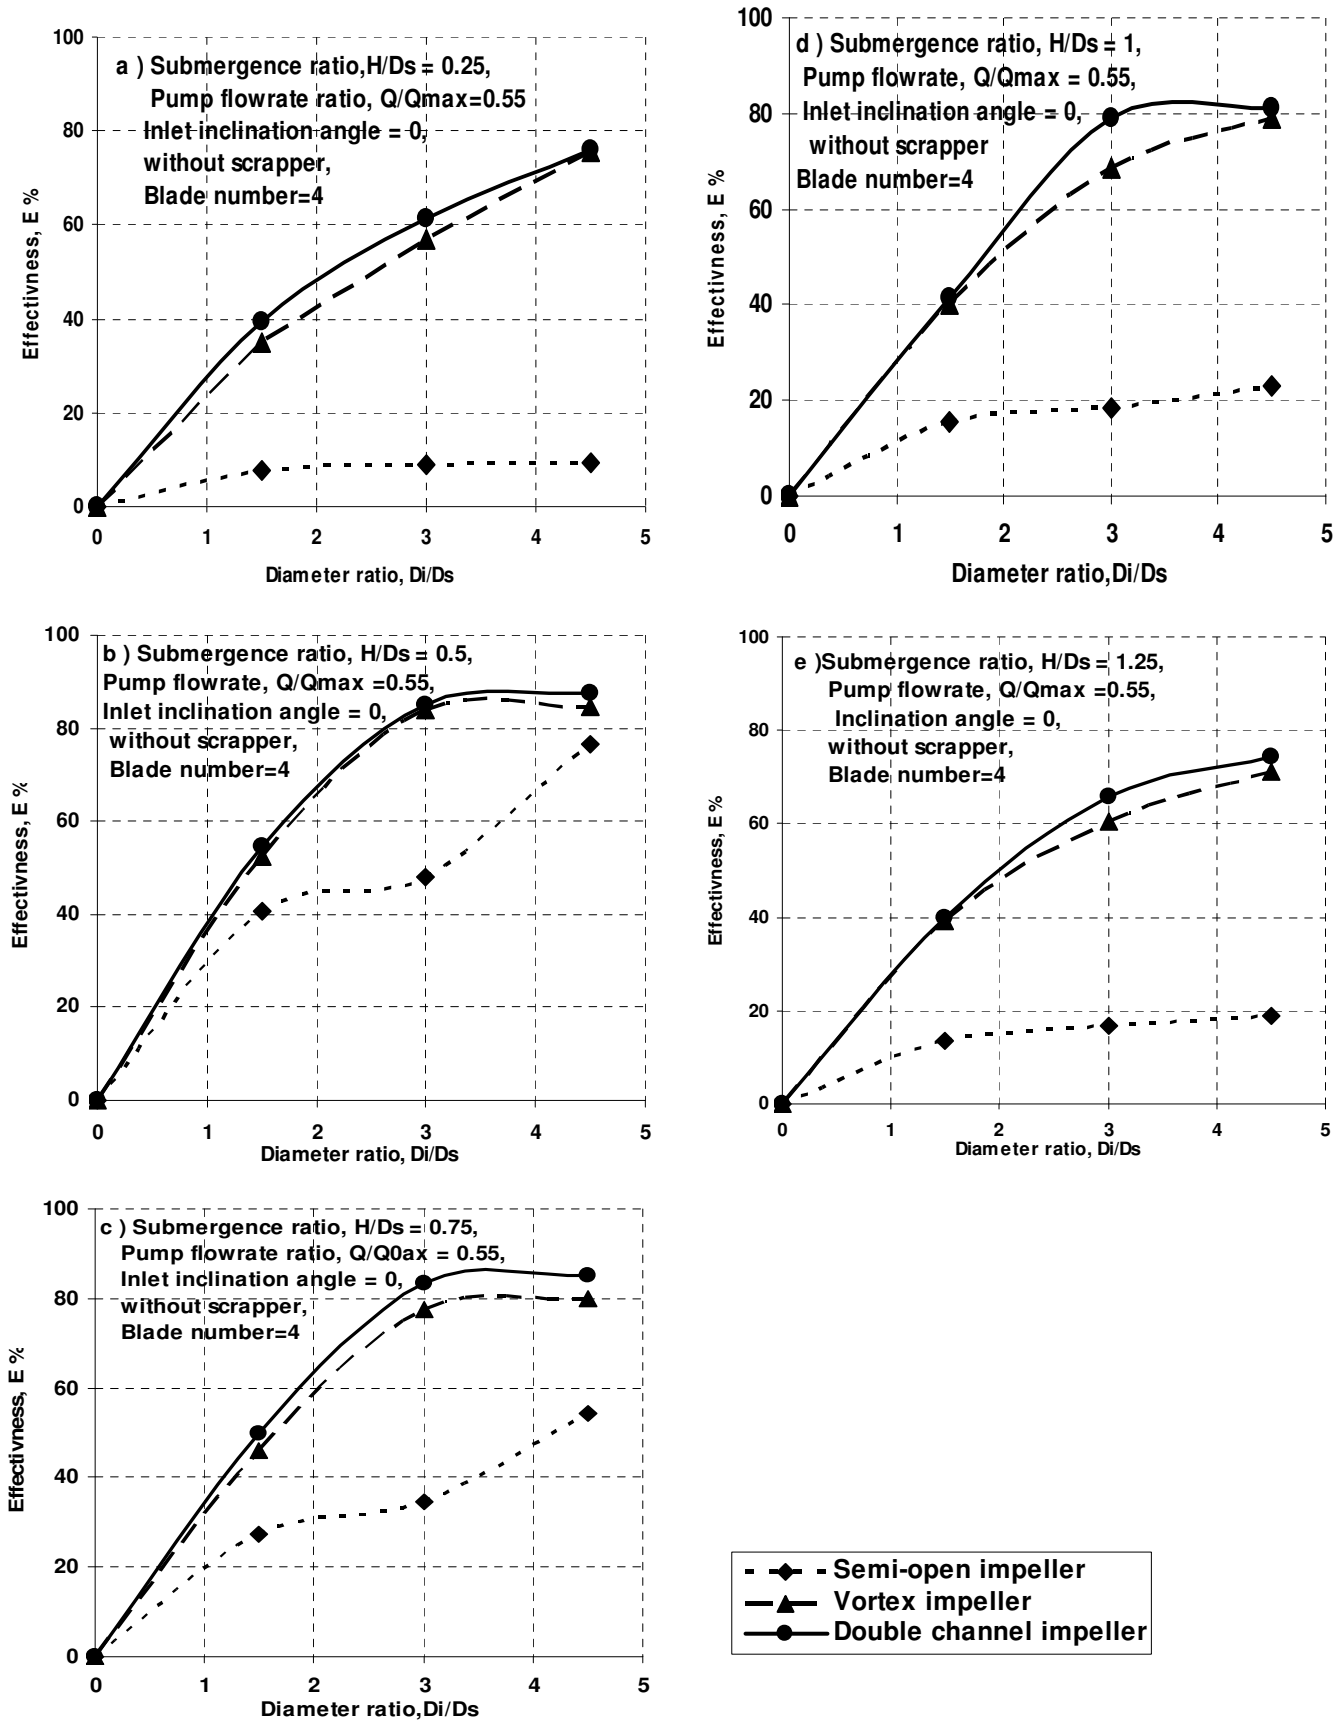 a ) Submergence ratio,H/Ds = 0.25,
Pump flowrate ratio, Q/Qmax=0.55
Inlet inclination angle = 0,
without scrapper,
Blade number=4
Effectivness, E %
100
80
60
40
20
0
0 1 2 3 4 5
Diameter ratio, Di/Ds
d ) Submergence ratio, H/Ds = 1,
Pump flowrate, Q/Qmax = 0.55,
Inlet inclination angle = 0,
without scrapper
Blade number=4
Effectivness, E %
100
80
60
40
20
0
0 1 2 3 4 5
Diameter ratio,Di/Ds
b ) Submergence ratio, H/Ds = 0.5,
Pump flowrate, Q/Qmax =0.55,
Inlet inclination angle = 0,
without scrapper,
Blade number=4
Effectivness, E %
100
80
60
40
20
0
0 1 2 3 4 5
Diameter ratio, Di/Ds
e )Submergence ratio, H/Ds = 1.25,
Pump flowrate, Q/Qmax =0.55,
Inclination angle = 0,
without scrapper,
Blade number=4
Effectivness, E %
100
80
60
40
20
0
0 1 2 3 4 5
Diameter ratio, Di/Ds
c ) Submergence ratio, H/Ds = 0.75,
Pump flowrate ratio, Q/Q0ax = 0.55,
Inlet inclination angle = 0,
without scrapper,
Blade number=4
Effectivness, E %
100
80
60
40
20
0
0 1 2 3 4 5
Diameter ratio,Di/Ds
Semi-open impeller
Vortex impeller
Double channel impeller